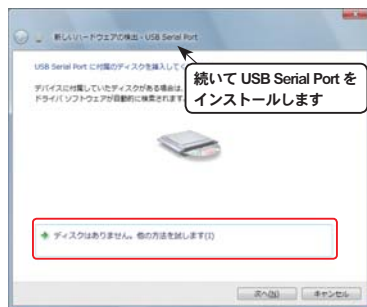 新しいハードウェアの検出 - USB Serial Port
USB Serial Port に付属のディスクを挿入してく
デバイスに付属していたディスクがある場合は、
ドライバ ソフトウェアが自動的に検索されます。
続いて USB Serial Port を
インストールします
ディスクはありません。他の方法を試します(I)
次へ(N)
キャンセル